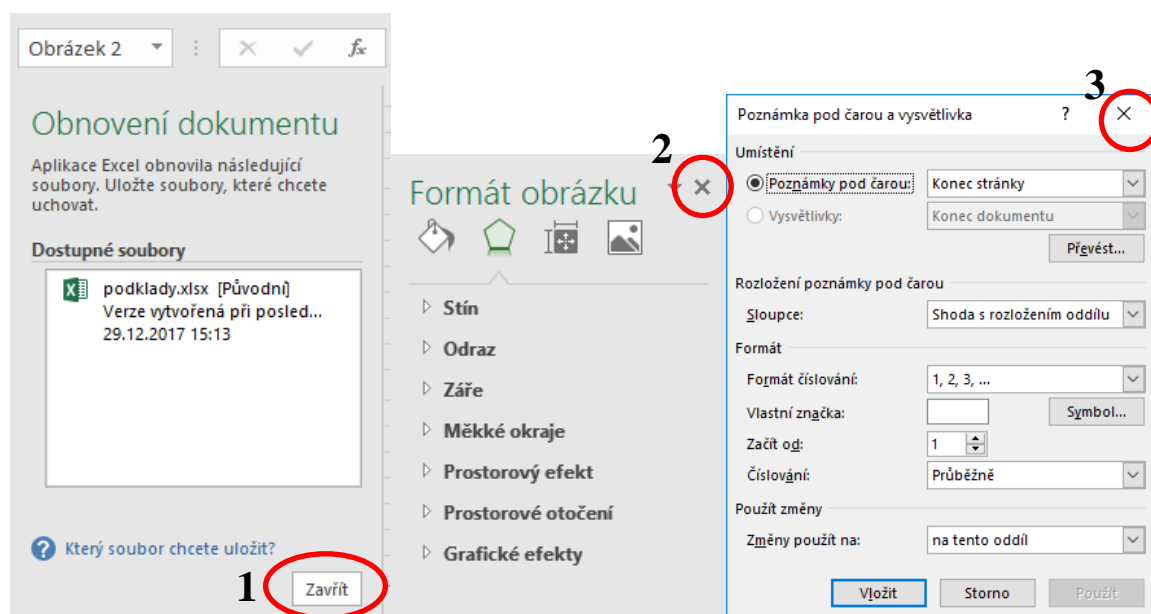 Obrázek 2
fx
Obnovení dokumentu
Aplikace Excel obnovila následující
soubory. Uložte soubory, které chcete
uchovat.
Dostupné soubory
podklady.xlsx [Původní]
Verze vytvořená při posled...
29.12.2017 15:13
Který soubor chcete uložit?
1
Zavřít
2
Formát obrázku
Stín
Odraz
Záře
Měkké okraje
Prostorový efekt
Prostorové otočení
Grafické efekty
3
Poznámka pod čarou a vysvětlivka
?
Umístění
Poznámky pod čarou: Konec stránky
Vysvětlivky: Konec dokumentu
Převést...
Rozložení poznámky pod čarou
Sloupce: Shoda s rozložením oddílu
Formát
Formát číslování: 1, 2, 3, ...
Vlastní značka: Symbol...
Začít od: 1
Číslování: Průběžně
Použít změny
Změny použít na: na tento oddíl
Vložit Storno Použít